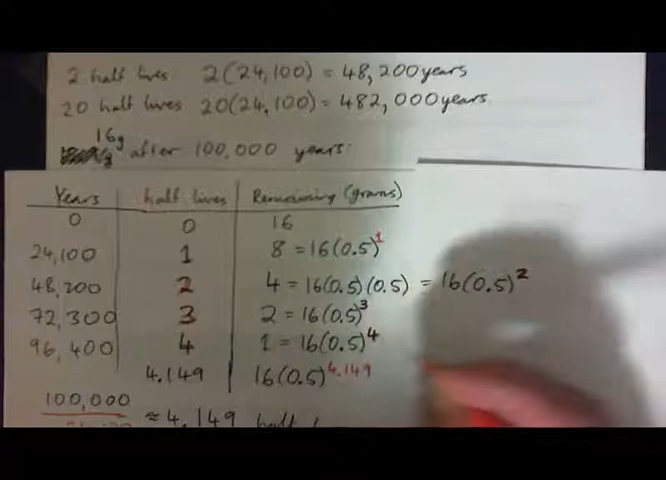 2 half lives 2(24,100) = 48,200years
20 half lives 20(24,100) = 482,000years
16g
g after 100,000 years:
Years half lives Remaining (grams)
0 0 16
24,100 1 8 = 16(0.5)^1
48,200 2 4 = 16(0.5)(0.5) = 16(0.5)^2
72,300 3 2 = 16(0.5)^3
96,400 4 1 = 16(0.5)^4
4.149 16(0.5)^4.149
100,000
≈ 4.149 half